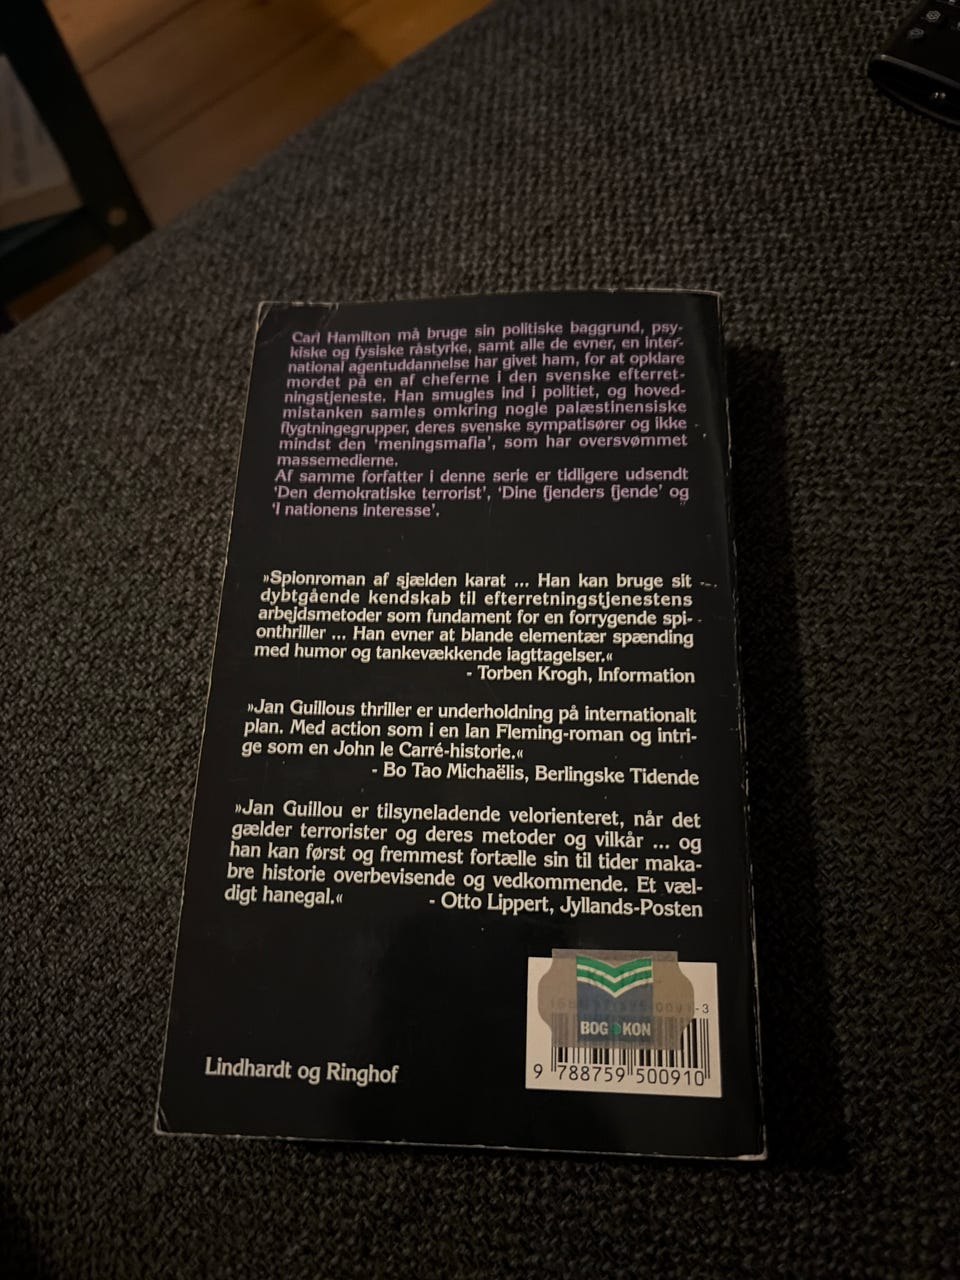 Carl Hamilton må bruge sin politiske baggrund, psy-
kiske og fysiske råstyrke, samt alle de evner, en inter-
national agentuddannelse har givet ham, for at opklare
mordet på en af cheferne i den svenske efterret-
ningstjeneste. Han smugles ind i politiet, og hoved-
mistanken samles omkring nogle palæstinensiske
flygtningegrupper, deres svenske sympatisører og ikke
mindst den 'meningsmafia', som har oversvømmet
massemedierne.
Af samme forfatter i denne serie er tidligere udsendt
'Den demokratiske terrorist', 'Dine fjenders fjende' og
'I nationens interesse'.
»Spionroman af sjælden karat ... Han kan bruge sit
dybtgående kendskab til efterretningstjenestens
arbejdsmetoder som fundament for en forrygende spi-
onthriller ... Han evner at blande elementær spænding
med humor og tankevækkende iagttagelser.«
- Torben Krogh, Information
»Jan Guillous thriller er underholdning på internationalt
plan. Med action som i en Ian Fleming-roman og intri-
ge som en John le Carré-historie.«
- Bo Tao Michaëlis, Berlingske Tidende
»Jan Guillou er tilsyneladende velorienteret, når det
gælder terrorister og deres metoder og vilkår ... og
han kan først og fremmest fortælle sin til tider maka-
bre historie overbevisende og vedkommende. Et væl-
digt hanegal.« - Otto Lippert, Jyllands-Posten
-3
BOG KON
9 788759 500910
Lindhardt og Ringhof